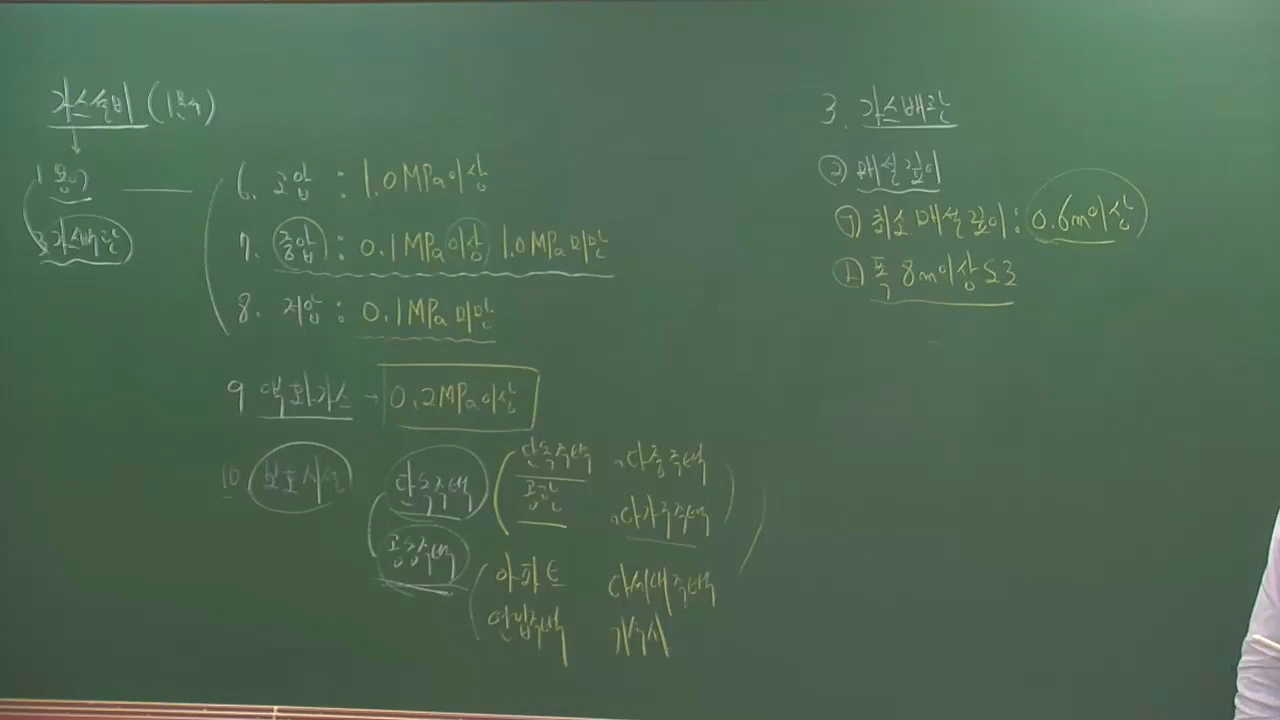 가스설비 (1문제)
1 용어
3 가스배관
6. 고압 : 1.0MPa 이상
7. 중압 : 0.1MPa 이상 1.0MPa 미만
8. 저압 : 0.1MPa 미만
9 액화가스 → 0.2MPa 이상
10 보호시설
단독주택
단독주택 ·다중주택
공관 ·다가구주택
공동주택
아파트 다세대주택
연립주택 기숙사
3. 가스배관
② 매설깊이
㉠ 최소매설깊이 : 0.6m이상
㉡ 폭 8m이상 도로